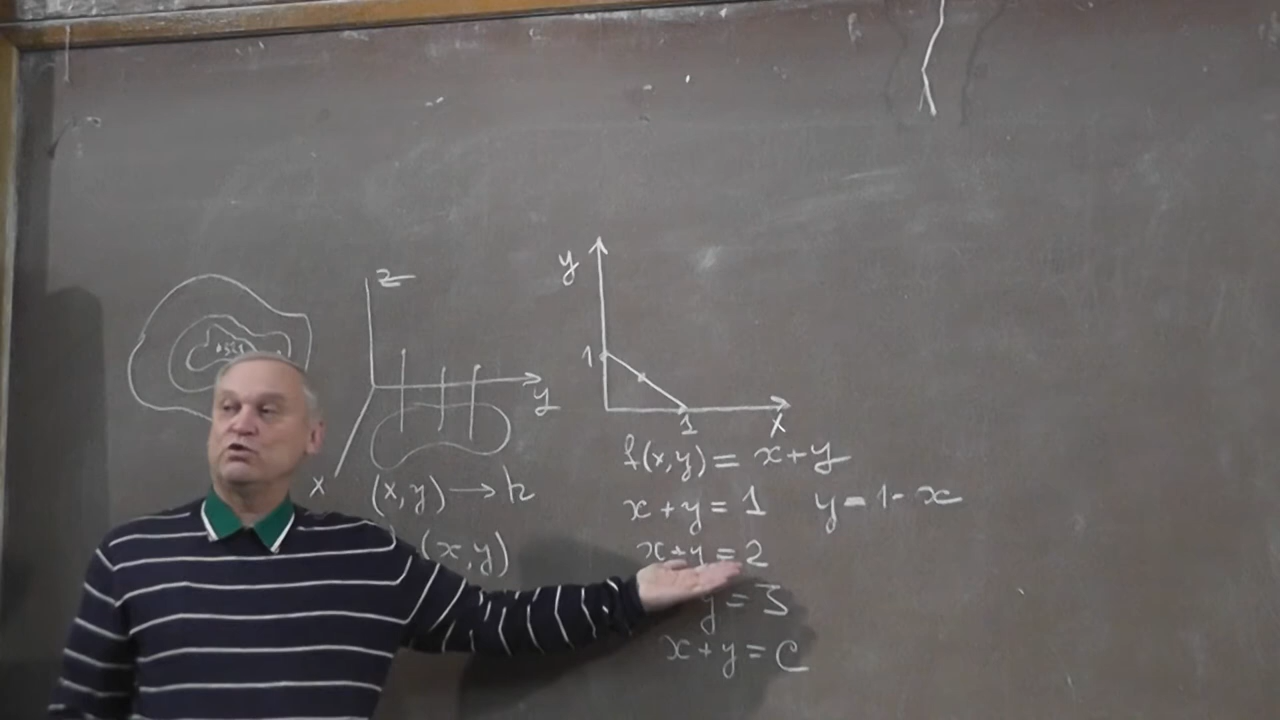 z
y
x
(x,y) → h
(x,y)
y
1
1
x
f(x,y) = x+y
x + y = 1 y = 1 - x
x + y = 2
y = 3
x + y = C